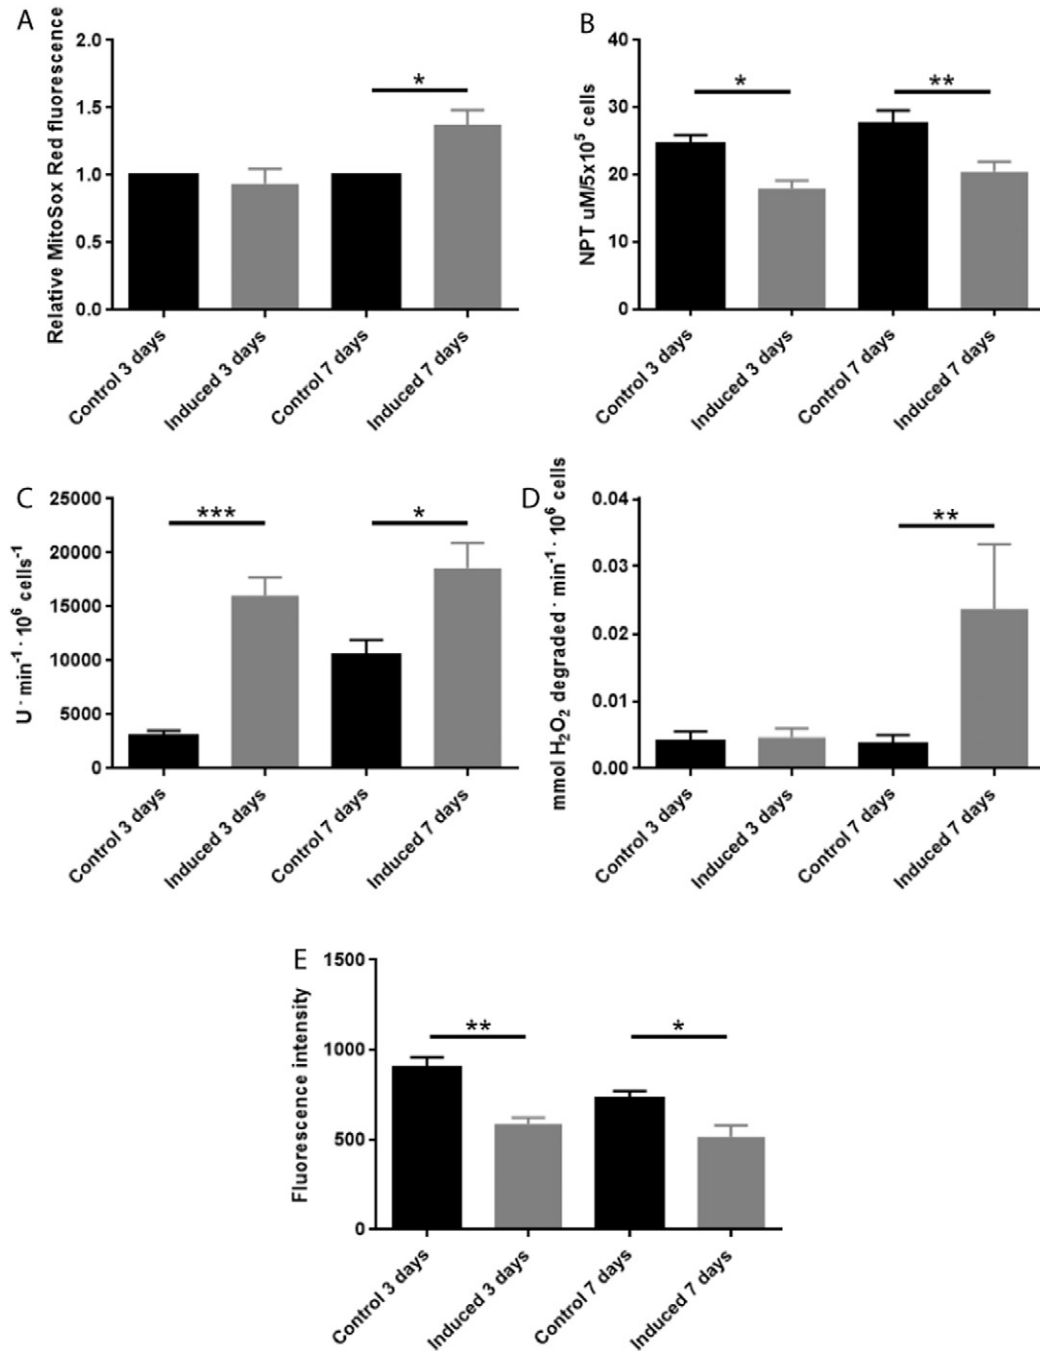 A
Relative MitoSox Red fluorescence
2.0
1.5
1.0
0.5
0.0
*
Control 3 days
Induced 3 days
Control 7 days
Induced 7 days
B
NPT uM/5x10⁵ cells
40
30
20
10
0
*
**
Control 3 days
Induced 3 days
Control 7 days
Induced 7 days
C
U · min⁻¹ · 10⁶ cells⁻¹
25000
20000
15000
10000
5000
0
***
*
Control 3 days
Induced 3 days
Control 7 days
Induced 7 days
D
mmol H₂O₂ degraded · min⁻¹ · 10⁶ cells
0.04
0.03
0.02
0.01
0.00
**
Control 3 days
Induced 3 days
Control 7 days
Induced 7 days
E
Fluorescence intensity
1500
1000
500
0
**
*
Control 3 days
Induced 3 days
Control 7 days
Induced 7 days